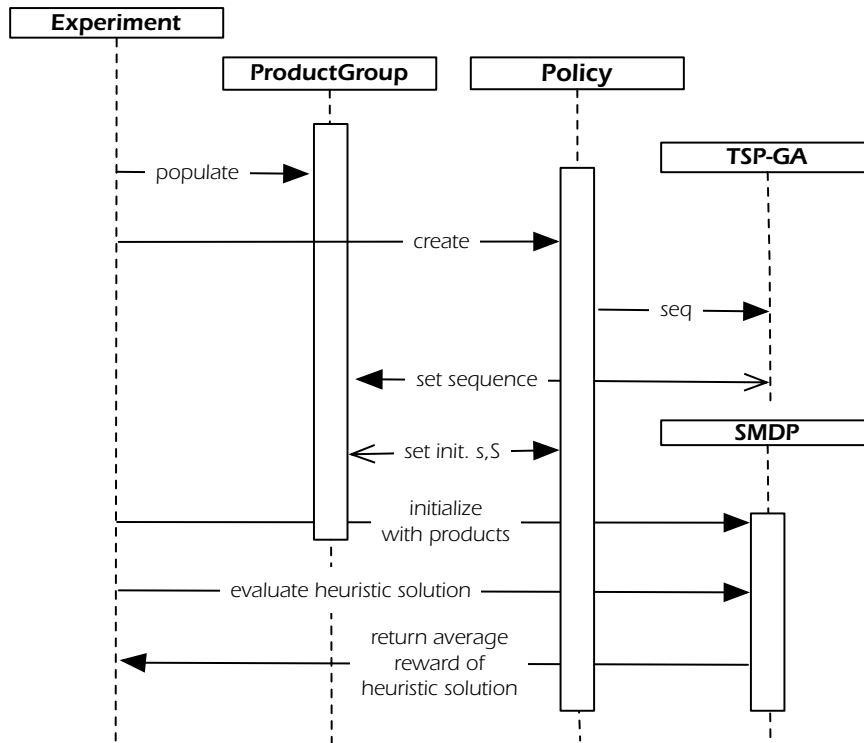 Experiment
ProductGroup
Policy
TSP-GA
populate
create
seq
set sequence
SMDP
set init. s,S
initialize
with products
evaluate heuristic solution
return average
reward of
heuristic solution